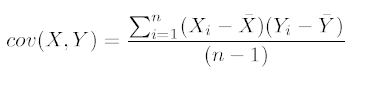 cov(X, Y) = \frac{\sum_{i=1}^{n}(X_i - \bar{X})(Y_i - \bar{Y})}{(n-1)}